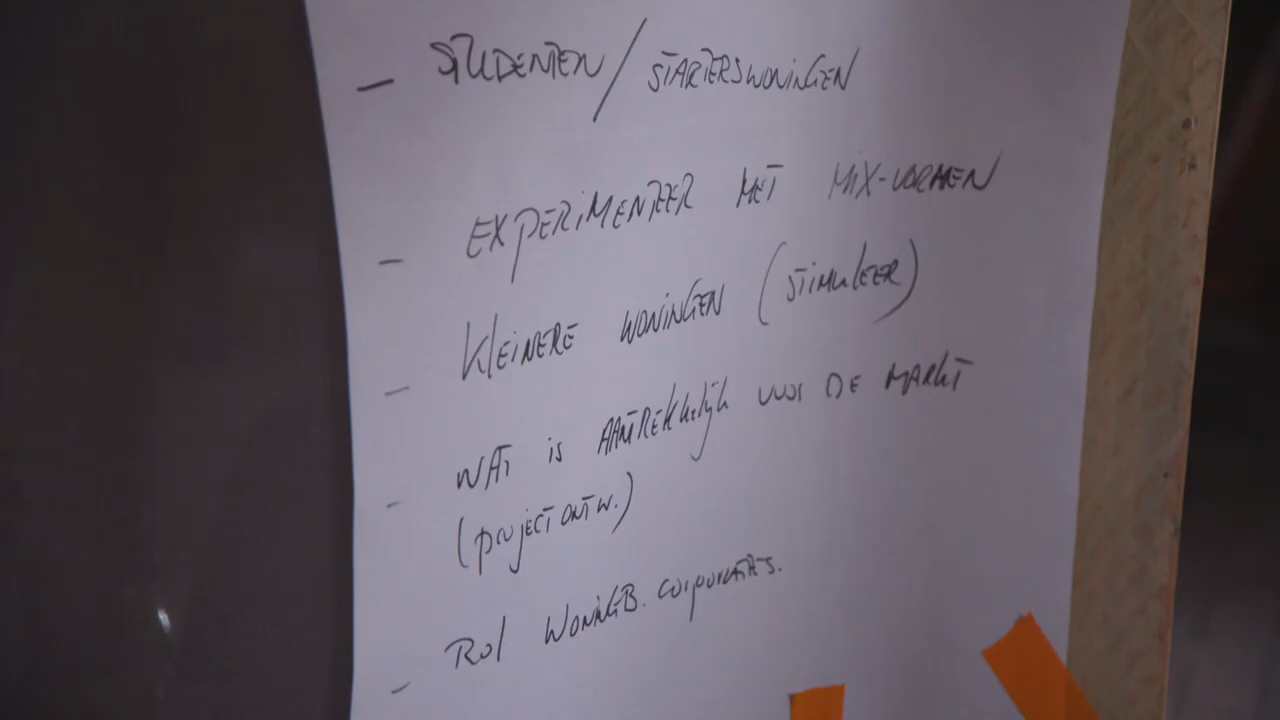 - STUDENTEN / STARTERSWONiNGEN
- EXPERiMENTEER MET MiX-VORMEN
- KlEiNERE WONiNGEN (STiMulEER)
- WAT is AANTREKKelijk voor DE MARKT
(projectontw.)
- Rol WONiNGB. corporaties.